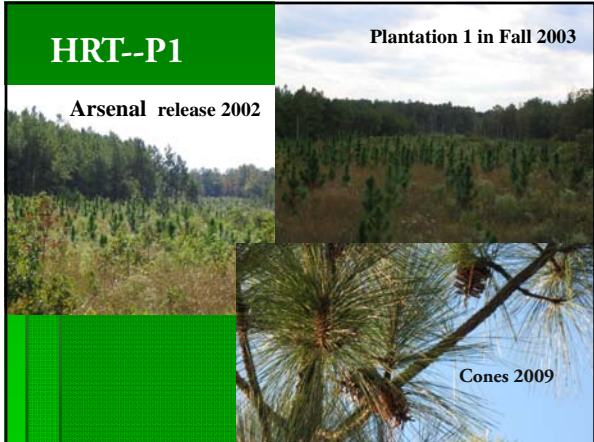 HRT--P1
Plantation 1 in Fall 2003
Arsenal release 2002
Cones 2009